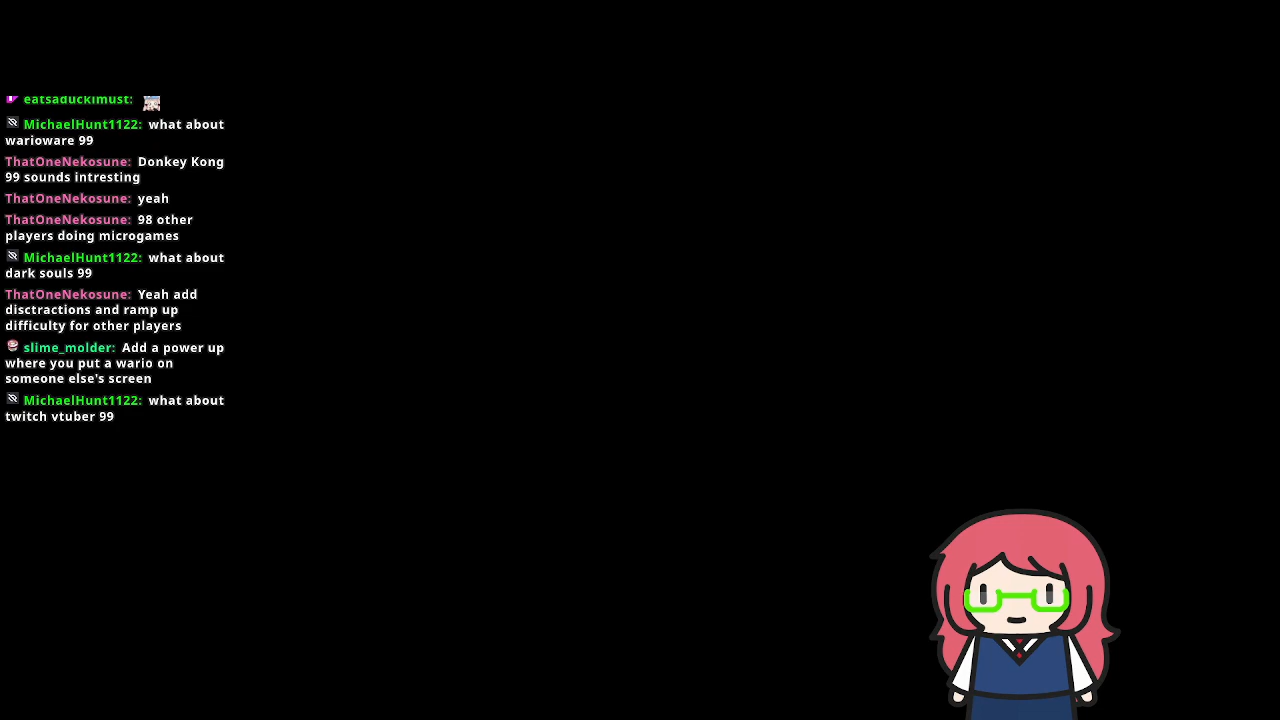 eatsaduckimust:
MichaelHunt1122: what about
warioware 99
ThatOneNekosune: Donkey Kong
99 sounds intresting
ThatOneNekosune: yeah
ThatOneNekosune: 98 other
players doing microgames
MichaelHunt1122: what about
dark souls 99
ThatOneNekosune: Yeah add
disctractions and ramp up
difficulty for other players
slime_molder: Add a power up
where you put a wario on
someone else's screen
MichaelHunt1122: what about
twitch vtuber 99